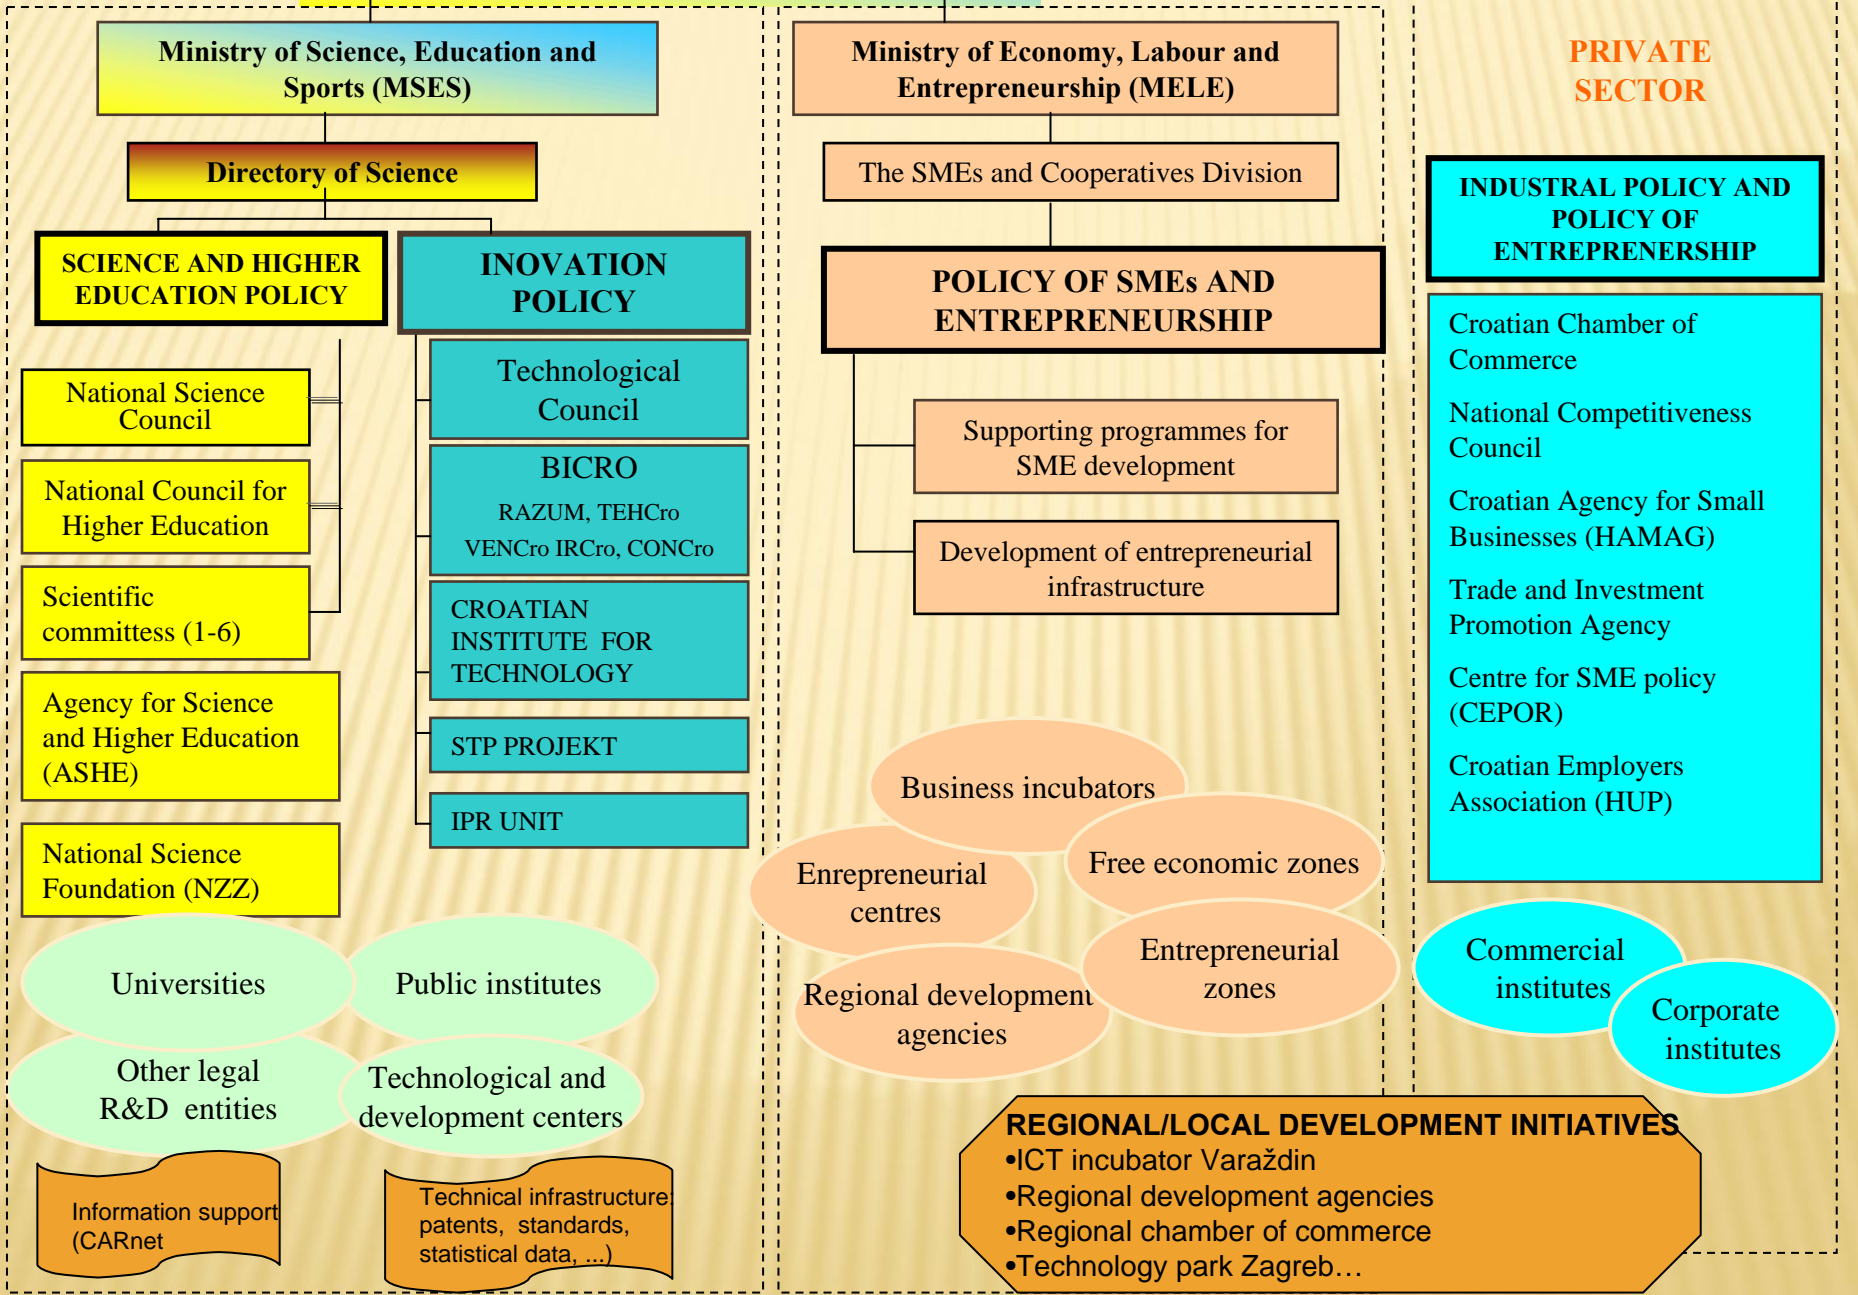 Ministry of Science, Education and
Sports (MSES)
Directory of Science
SCIENCE AND HIGHER
EDUCATION POLICY
INOVATION
POLICY
National Science
Council
National Council for
Higher Education
Scientific
committess (1-6)
Agency for Science
and Higher Education
(ASHE)
National Science
Foundation (NZZ)
Technological
Council
BICRO
RAZUM, TEHCro
VENCro IRCro, CONCro
CROATIAN
INSTITUTE FOR
TECHNOLOGY
STP PROJEKT
IPR UNIT
Universities
Public institutes
Other legal
R&D entities
Technological and
development centers
Information support
(CARnet
Technical infrastructure:
patents, standards,
statistical data, ...)
Ministry of Economy, Labour and
Entrepreneurship (MELE)
The SMEs and Cooperatives Division
POLICY OF SMEs AND
ENTREPRENEURSHIP
Supporting programmes for
SME development
Development of entrepreneurial
infrastructure
Business incubators
Enrepreneurial
centres
Free economic zones
Entrepreneurial
zones
Regional development
agencies
PRIVATE
SECTOR
INDUSTRAL POLICY AND
POLICY OF
ENTREPRENERSHIP
Croatian Chamber of
Commerce
National Competitiveness
Council
Croatian Agency for Small
Businesses (HAMAG)
Trade and Investment
Promotion Agency
Centre for SME policy
(CEPOR)
Croatian Employers
Association (HUP)
Commercial
institutes
Corporate
institutes
REGIONAL/LOCAL DEVELOPMENT INITIATIVES
•ICT incubator Varaždin
•Regional development agencies
•Regional chamber of commerce
•Technology park Zagreb…